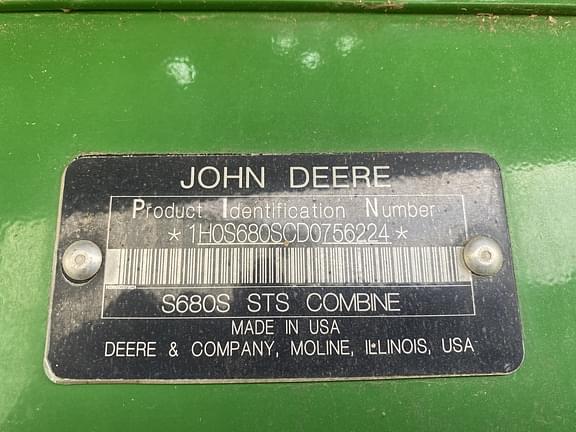 JOHN DEERE
Product Identification Number
*1H0S680SCD0756224*
S680S STS COMBINE
MADE IN USA
DEERE & COMPANY, MOLINE, ILLINOIS, USA